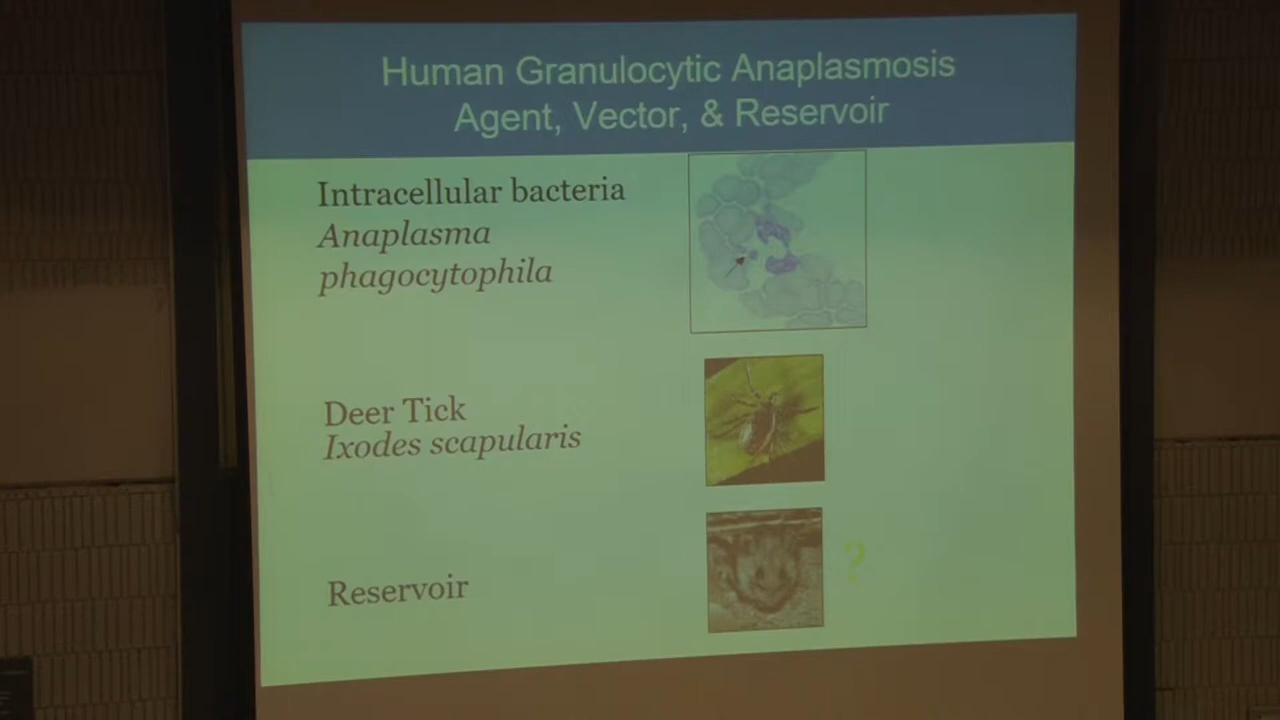 Human Granulocytic Anaplasmosis
Agent, Vector, & Reservoir
Intracellular bacteria
Anaplasma
phagocytophila
Deer Tick
Ixodes scapularis
Reservoir
?